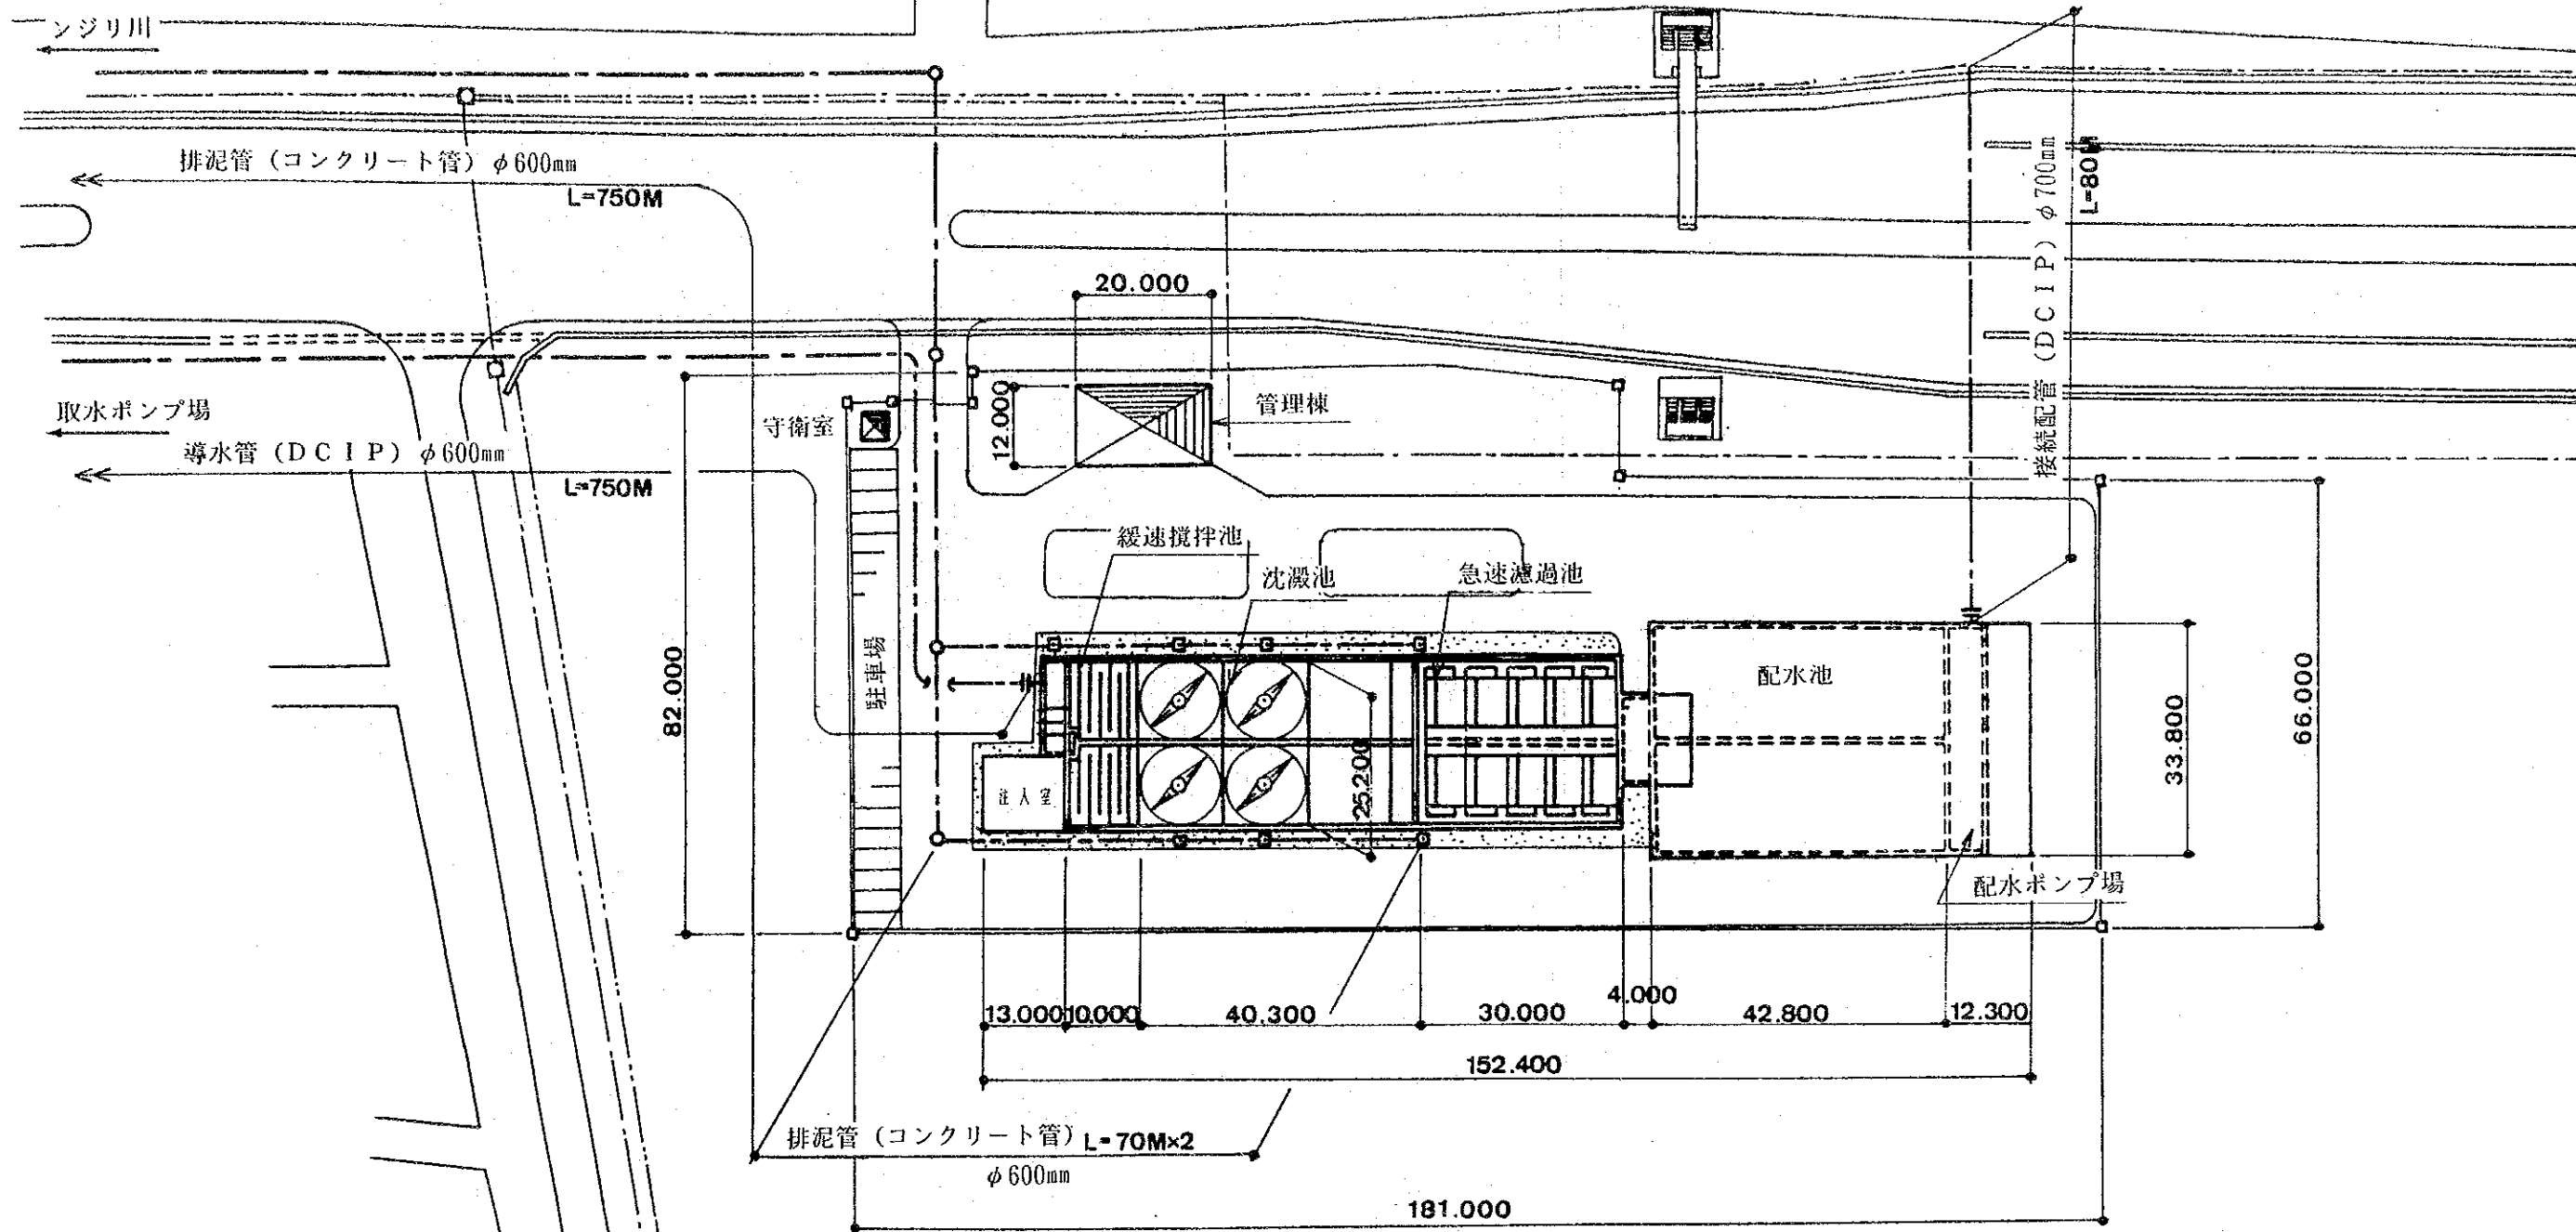 ンジリ川
排泥管（コンクリート管）φ600mm
L=750M
接続配管（DCIP）φ700mm
L=80M
20.000
12.000
管理棟
守衛室
取水ポンプ場
導水管（DCIP）φ600mm
L=750M
緩速撹拌池
沈澱池
急速濾過池
配水池
駐車場
82.000
注入室
25.200
33.800
66.000
配水ポンプ場
13.000
10.000
40.300
30.000
4.000
42.800
12.300
152.400
排泥管（コンクリート管）L=70M×2
φ600mm
181.000